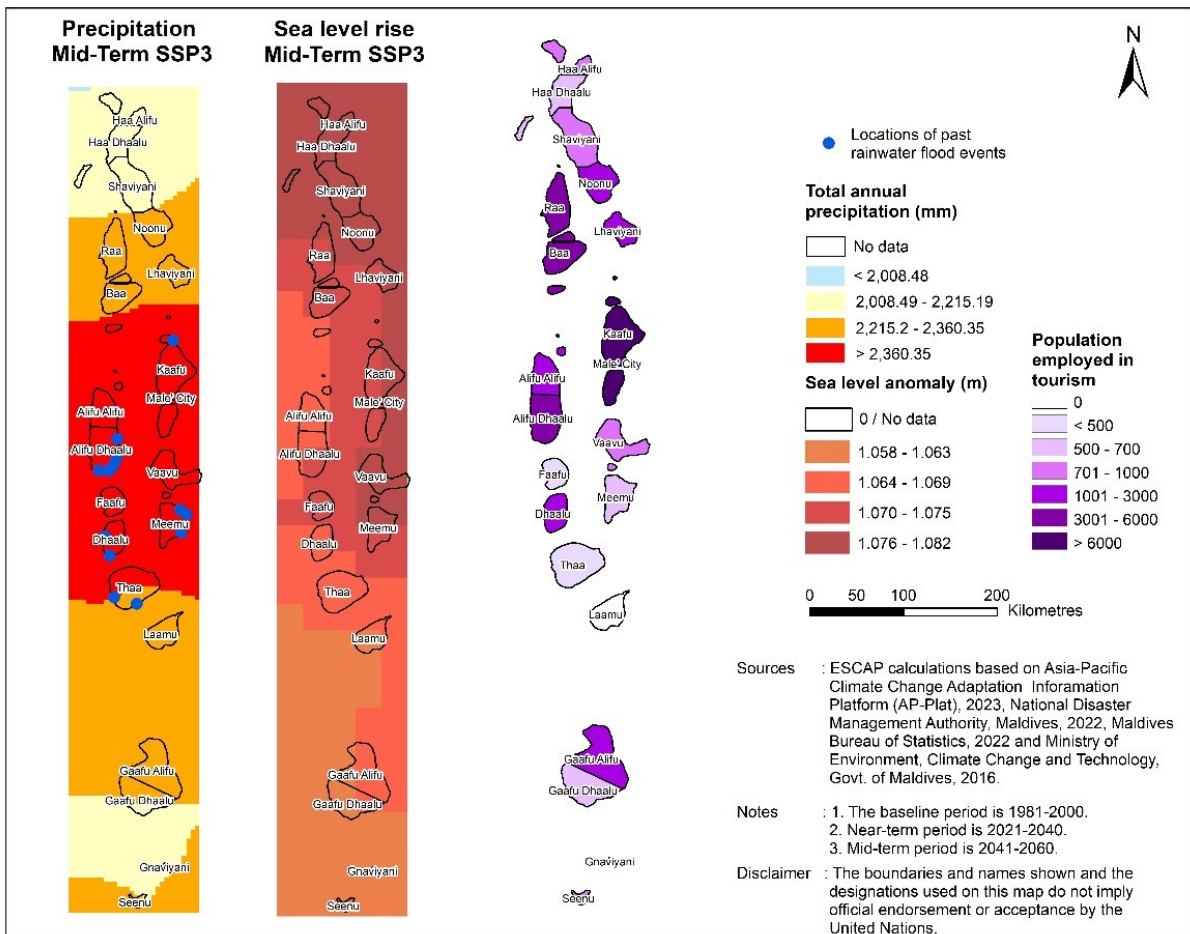 Precipitation
Mid-Term SSP3
Haa Alifu
Haa Dhaalu
Shaviyani
Noonu
Raa
Lhaviyani
Baa
Kaafu
Male' City
Alifu Alifu
Alifu Dhaalu
Vaavu
Faafu
Meemu
Dhaalu
Thaa
Laamu
Gaafu Alifu
Gaafu Dhaalu
Gnaviyani
Seenu
Sea level rise
Mid-Term SSP3
Haa Alifu
Haa Dhaalu
Shaviyani
Noonu
Raa
Lhaviyani
Baa
Kaafu
Male' City
Alifu Alifu
Alifu Dhaalu
Vaavu
Faafu
Meemu
Dhaalu
Thaa
Laamu
Gaafu Alifu
Gaafu Dhaalu
Gnaviyani
Seenu
Haa Alifu
Haa Dhaalu
Shaviyani
Noonu
Raa
Lhaviyani
Baa
Kaafu
Male' City
Alifu Alifu
Alifu Dhaalu
Vaavu
Faafu
Meemu
Dhaalu
Thaa
Laamu
Gaafu Alifu
Gaafu Dhaalu
Gnaviyani
Seenu
N
Locations of past
rainwater flood events
Total annual
precipitation (mm)
No data
< 2,008.48
2,008.49 - 2,215.19
2,215.2 - 2,360.35
> 2,360.35
Sea level anomaly (m)
0 / No data
1.058 - 1.063
1.064 - 1.069
1.070 - 1.075
1.076 - 1.082
Population
employed in
tourism
0
< 500
500 - 700
701 - 1000
1001 - 3000
3001 - 6000
> 6000
0 50 100 200 Kilometres
Sources : ESCAP calculations based on Asia-Pacific
Climate Change Adaptation Inforamation
Platform (AP-Plat), 2023, National Disaster
Management Authority, Maldives, 2022, Maldives
Bureau of Statistics, 2022 and Ministry of
Environment, Climate Change and Technology,
Govt. of Maldives, 2016.
Notes : 1. The baseline period is 1981-2000.
2. Near-term period is 2021-2040.
3. Mid-term period is 2041-2060.
Disclaimer : The boundaries and names shown and the
designations used on this map do not imply
official endorsement or acceptance by the
United Nations.